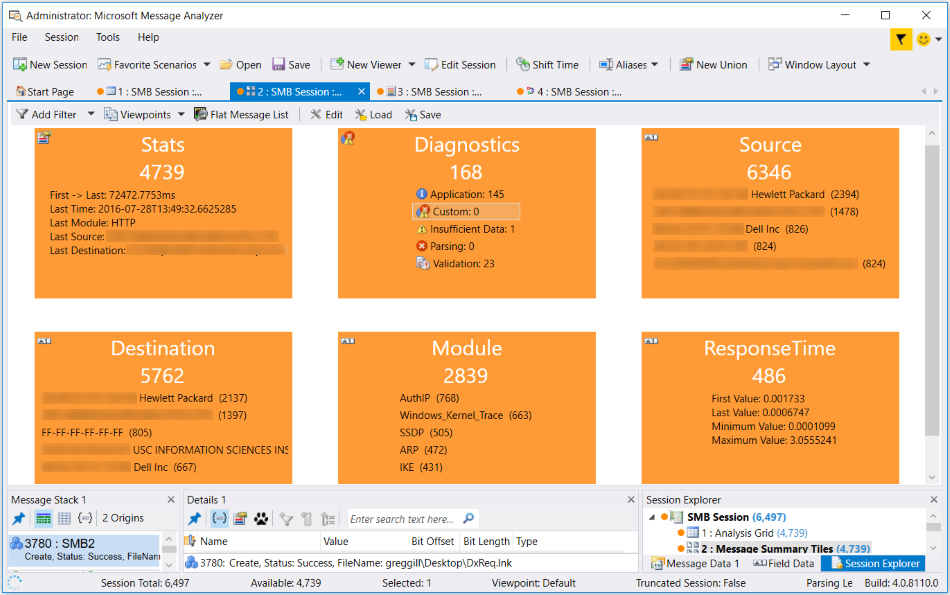 Administrator: Microsoft Message Analyzer
File Session Tools Help
New Session Favorite Scenarios Open Save New Viewer Edit Session Shift Time Aliases New Union Window Layout
Start Page 1 : SMB Session :... 2 : SMB Session :... 3 : SMB Session :... 4 : SMB Session :...
Add Filter Viewpoints Flat Message List Edit Load Save
Stats
4739
First -> Last: 72472.7753ms
Last Time: 2016-07-28T13:49:32.6625285
Last Module: HTTP
Last Source:
Last Destination:
Diagnostics
168
Application: 145
Custom: 0
Insufficient Data: 1
Parsing: 0
Validation: 23
Source
6346
Hewlett Packard (2394)
(1478)
Dell Inc (826)
(824)
(824)
Destination
5762
Hewlett Packard (2137)
(1397)
FF-FF-FF-FF-FF-FF (805)
USC INFORMATION SCIENCES INS
Dell Inc (667)
Module
2839
AuthIP (768)
Windows_Kernel_Trace (663)
SSDP (505)
ARP (472)
IKE (431)
ResponseTime
486
First Value: 0.001733
Last Value: 0.0006747
Minimum Value: 0.0001099
Maximum Value: 3.0555241
Message Stack 1
2 Origins
3780 : SMB2
Create, Status: Success, FileNam
Details 1
Enter search text here...
Name Value Bit Offset Bit Length Type
3780: Create, Status: Success, FileName: greggill\Desktop\DxReq.lnk
Session Explorer
SMB Session (6,497)
1 : Analysis Grid (4,739)
2 : Message Summary Tiles (4,739)
Message Data 1 Field Data Session Explorer
Session Total: 6,497 Available: 4,739 Selected: 1 Viewpoint: Default Truncated Session: False Parsing Le Build: 4.0.8110.0